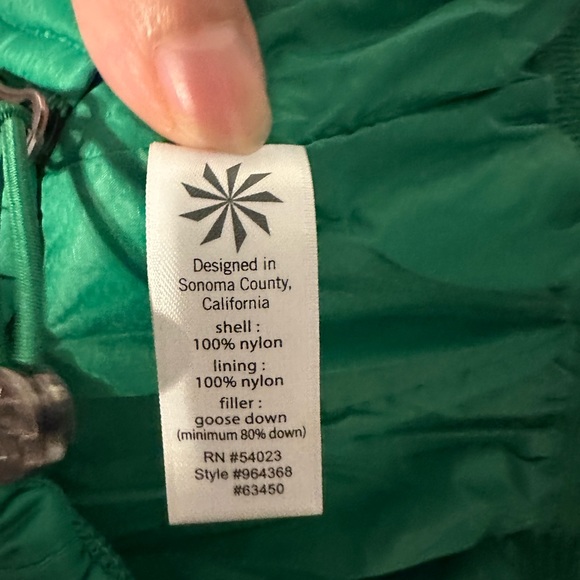 Designed in
Sonoma County,
California
shell :
100% nylon
lining :
100% nylon
filler :
goose down
(minimum 80% down)
RN #54023
Style #964368
#63450